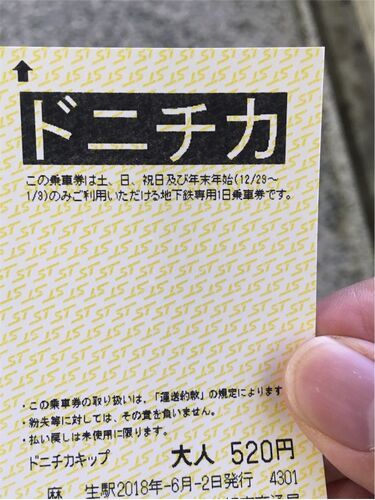 ドニチカ
この乗車券は土、日、祝日及び年末年始(12/29～
1/3)のみご利用いただける地下鉄専用1日乗車券です。
・この乗車券の取り扱いは、「運送約款」の規定によります
・紛失等に対しては、その責を負いません。
・払い戻しは未使用に限ります。
ドニチカキップ 大人 520円
麻 生駅2018年-6月-2日発行 4301